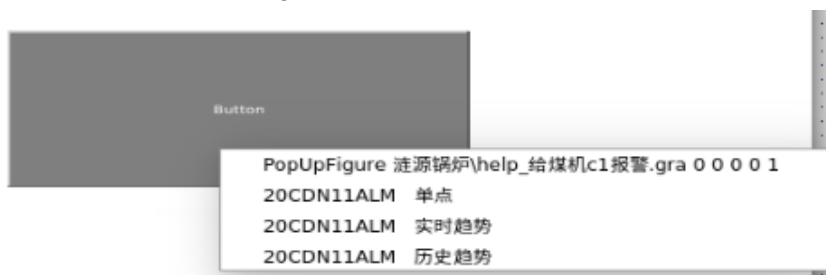 Button
PopUpFigure 涟源锅炉\help_给煤机c1报警.gra 0 0 0 0 1
20CDN11ALM 单点
20CDN11ALM 实时趋势
20CDN11ALM 历史趋势